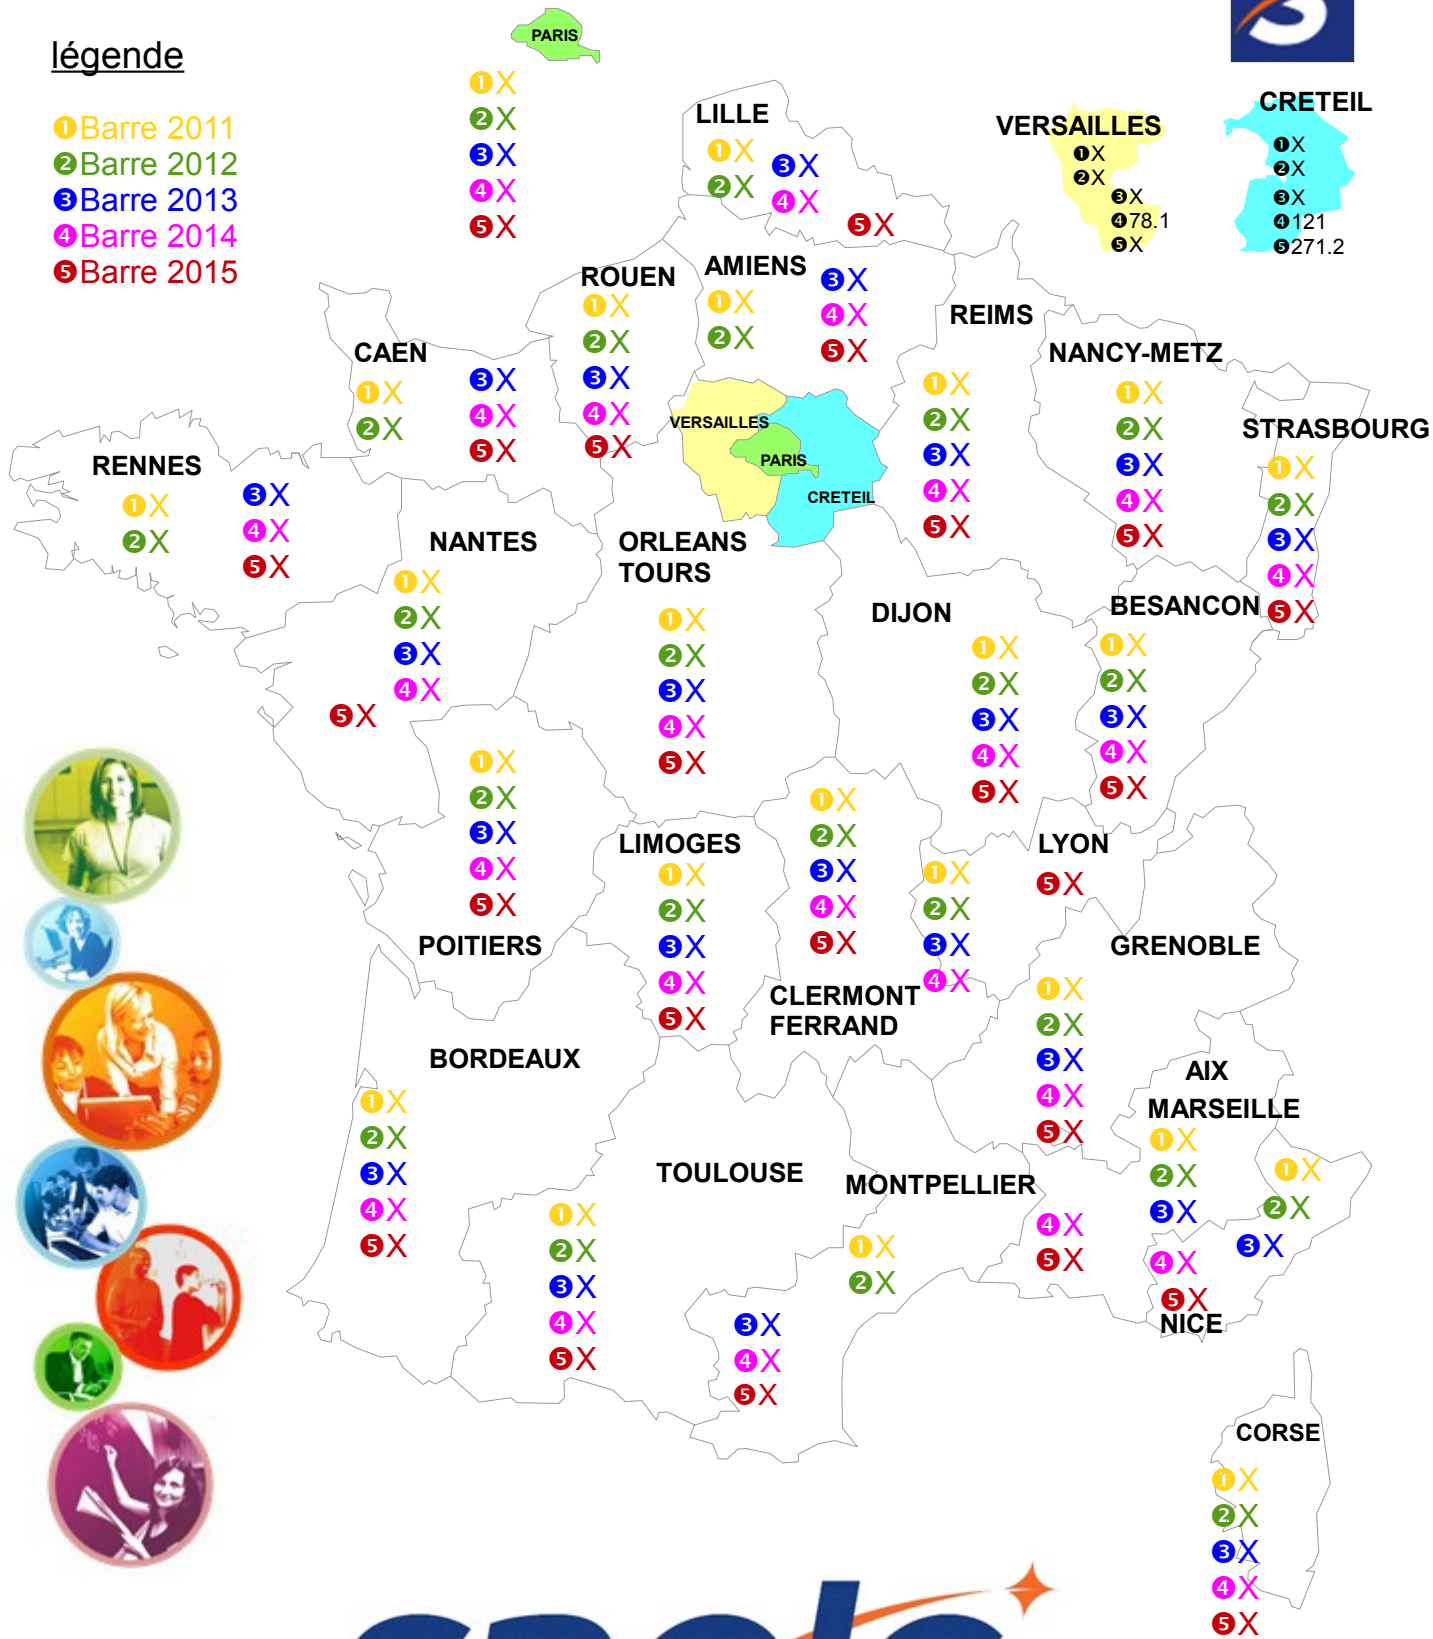 légende
❶Barre 2011
❷Barre 2012
❸Barre 2013
❹Barre 2014
❺Barre 2015
PARIS
❶X
❷X
❸X
❹X
❺X
LILLE
❶X
❷X
❸X
❹X
❺X
VERSAILLES
❶X
❷X
❸X
❹78.1
❺X
CRETEIL
❶X
❷X
❸X
❹121
❺271.2
ROUEN
❶X
❷X
❸X
❹X
❺X
AMIENS
❶X
❷X
❸X
❹X
❺X
REIMS
❶X
❷X
❸X
❹X
❺X
CAEN
❶X
❷X
❸X
❹X
❺X
NANCY-METZ
❶X
❷X
❸X
❹X
❺X
STRASBOURG
❶X
❷X
❸X
❹X
❺X
VERSAILLES
PARIS
CRETEIL
RENNES
❶X
❷X
❸X
❹X
❺X
NANTES
❶X
❷X
❸X
❹X
❺X
ORLEANS
TOURS
❶X
❷X
❸X
❹X
❺X
DIJON
❶X
❷X
❸X
❹X
❺X
BESANCON
❶X
❷X
❸X
❹X
❺X
❶X
❷X
❸X
❹X
❺X
POITIERS
LIMOGES
❶X
❷X
❸X
❹X
❺X
❶X
❷X
❸X
❹X
❺X
CLERMONT
FERRAND
LYON
❶X
❷X
❸X
❹X
❺X
GRENOBLE
❶X
❷X
❸X
❹X
❺X
BORDEAUX
❶X
❷X
❸X
❹X
❺X
TOULOUSE
❶X
❷X
❸X
❹X
❺X
MONTPELLIER
❶X
❷X
❸X
❹X
❺X
AIX
MARSEILLE
❶X
❷X
❸X
❹X
❺X
❶X
❷X
❸X
❹X
❺X
NICE
CORSE
❶X
❷X
❸X
❹X
❺X